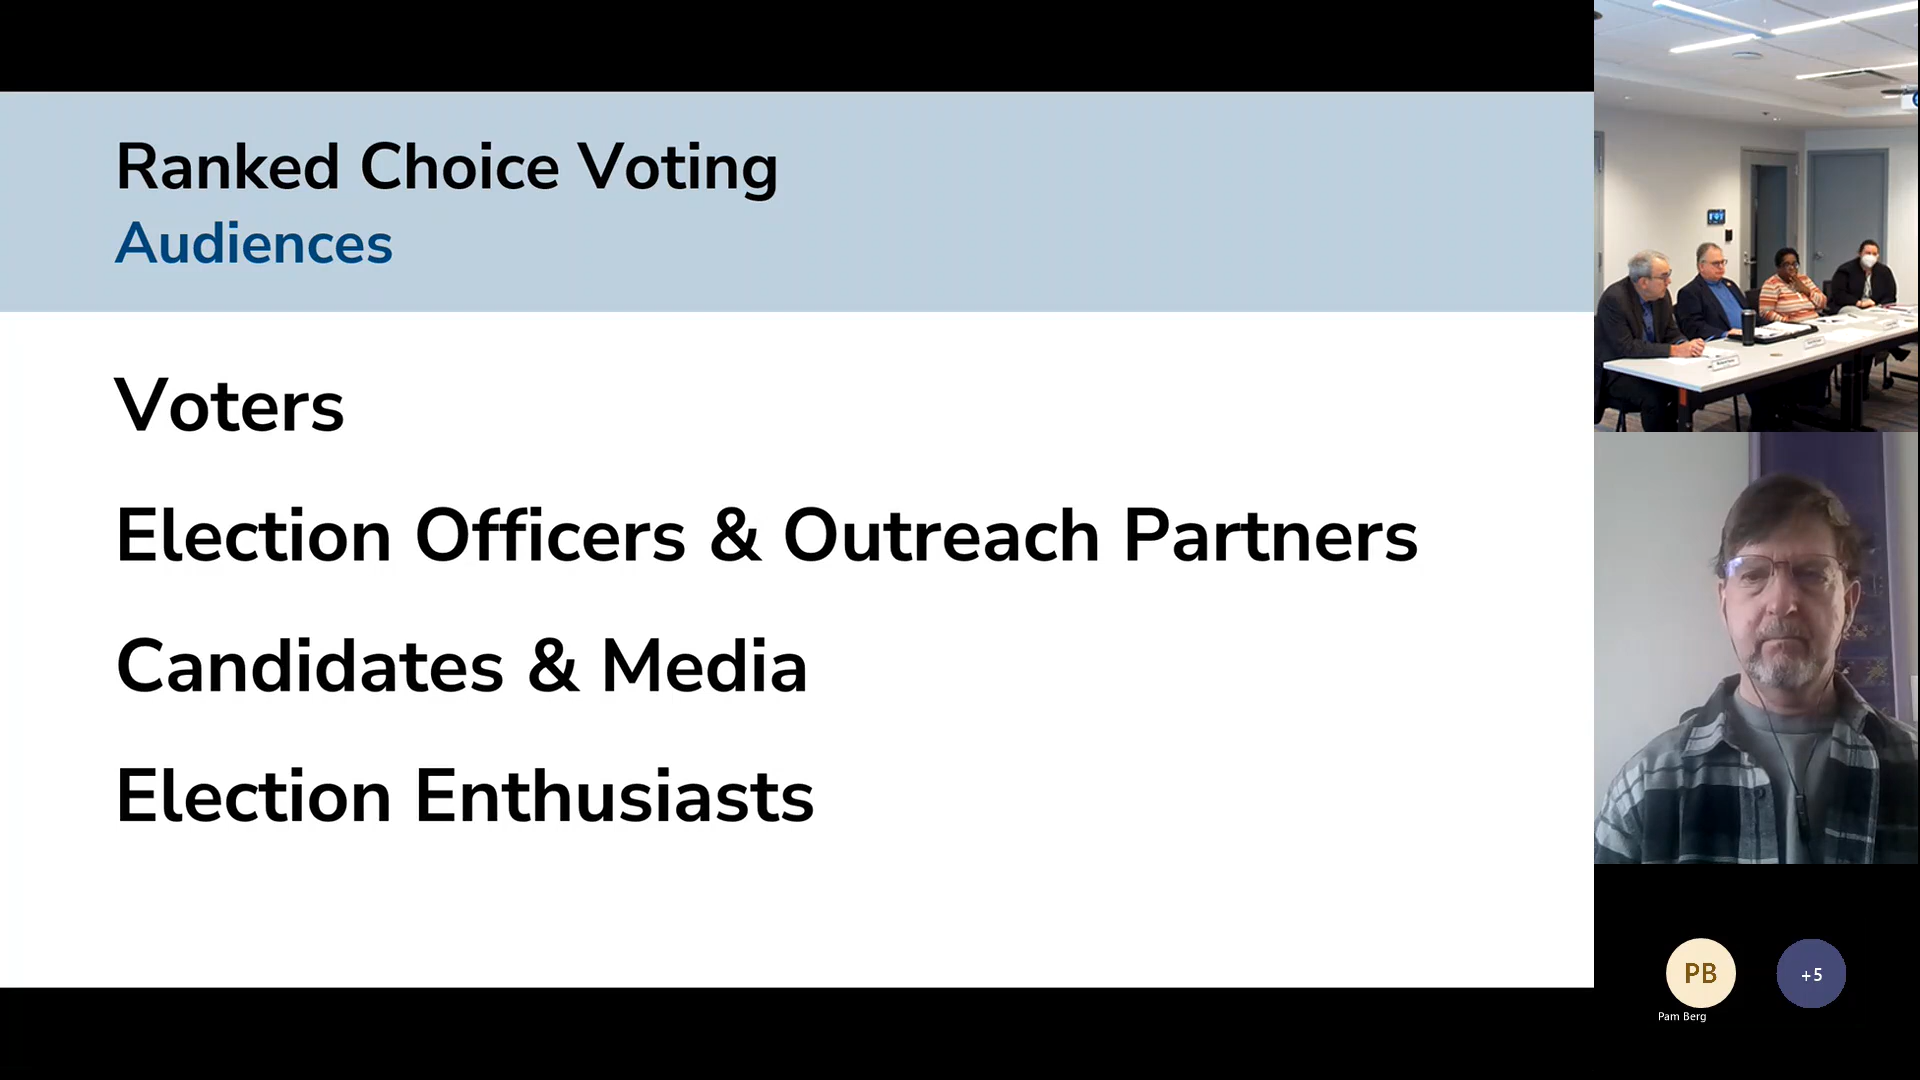 Ranked Choice Voting
Audiences
Voters
Election Officers & Outreach Partners
Candidates & Media
Election Enthusiasts
PB
+5
Pam Berg